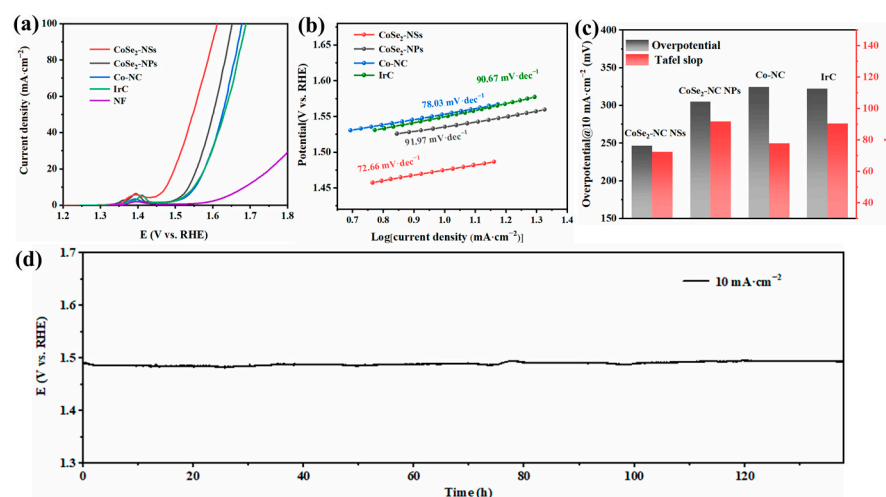 (a)
100
80
60
40
20
0
1.2 1.3 1.4 1.5 1.6 1.7 1.8
Current density (mA·cm⁻²)
E (V vs. RHE)
CoSe₂-NSs
CoSe₂-NPs
Co-NC
IrC
NF
(b)
1.65
1.60
1.55
1.50
1.45
0.7 0.8 0.9 1.0 1.1 1.2 1.3 1.4
Potential(V vs. RHE)
Log[current density (mA·cm⁻²)]
CoSe₂-NSs
CoSe₂-NPs
Co-NC
IrC
90.67 mV·dec⁻¹
78.03 mV·dec⁻¹
91.97 mV·dec⁻¹
72.66 mV·dec⁻¹
(c)
400
350
300
250
200
150
Overpotential@10 mA·cm⁻² (mV)
Overpotential
Tafel slop
CoSe₂-NC NSs
CoSe₂-NC NPs
Co-NC
IrC
140
120
100
80
60
40
(d)
1.7
1.6
1.5
1.4
1.3
0 20 40 60 80 100 120
E (V vs. RHE)
Time (h)
10 mA·cm⁻²